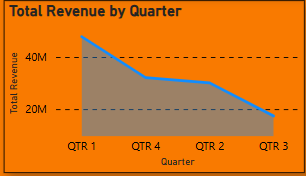 Total Revenue by Quarter
Total Revenue
40M
20M
QTR 1 QTR 4 QTR 2 QTR 3
Quarter